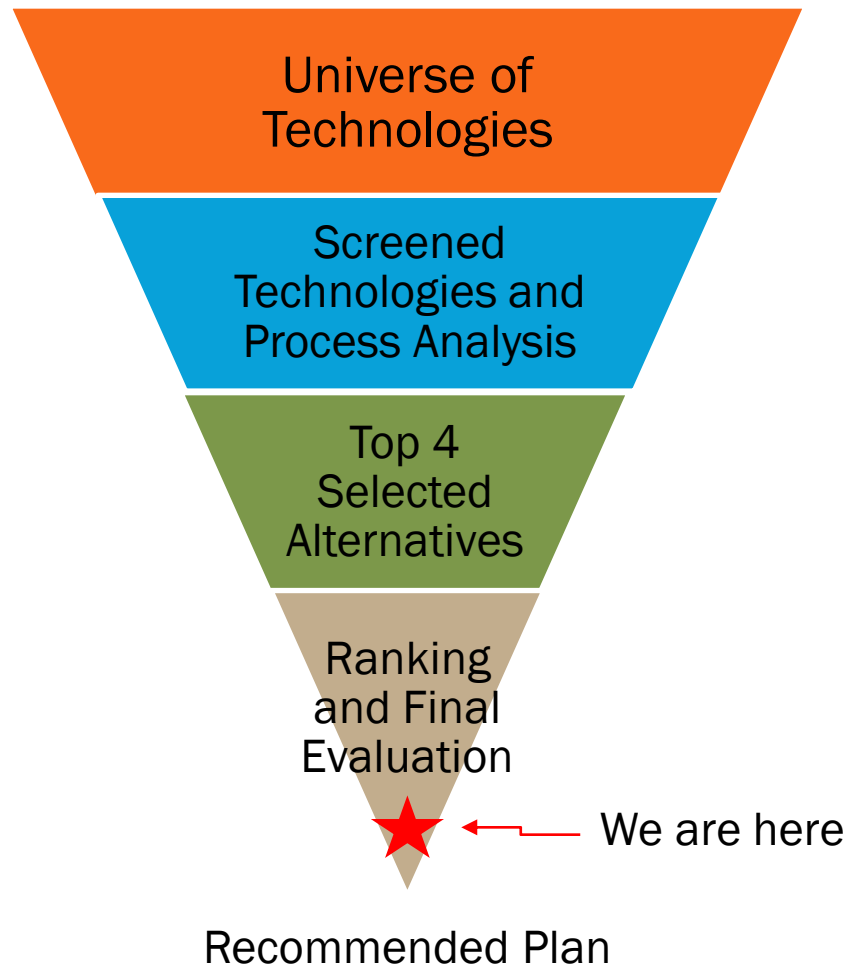 Universe of
Technologies
Screened
Technologies and
Process Analysis
Top 4
Selected
Alternatives
Ranking
and Final
Evaluation
We are here
Recommended Plan